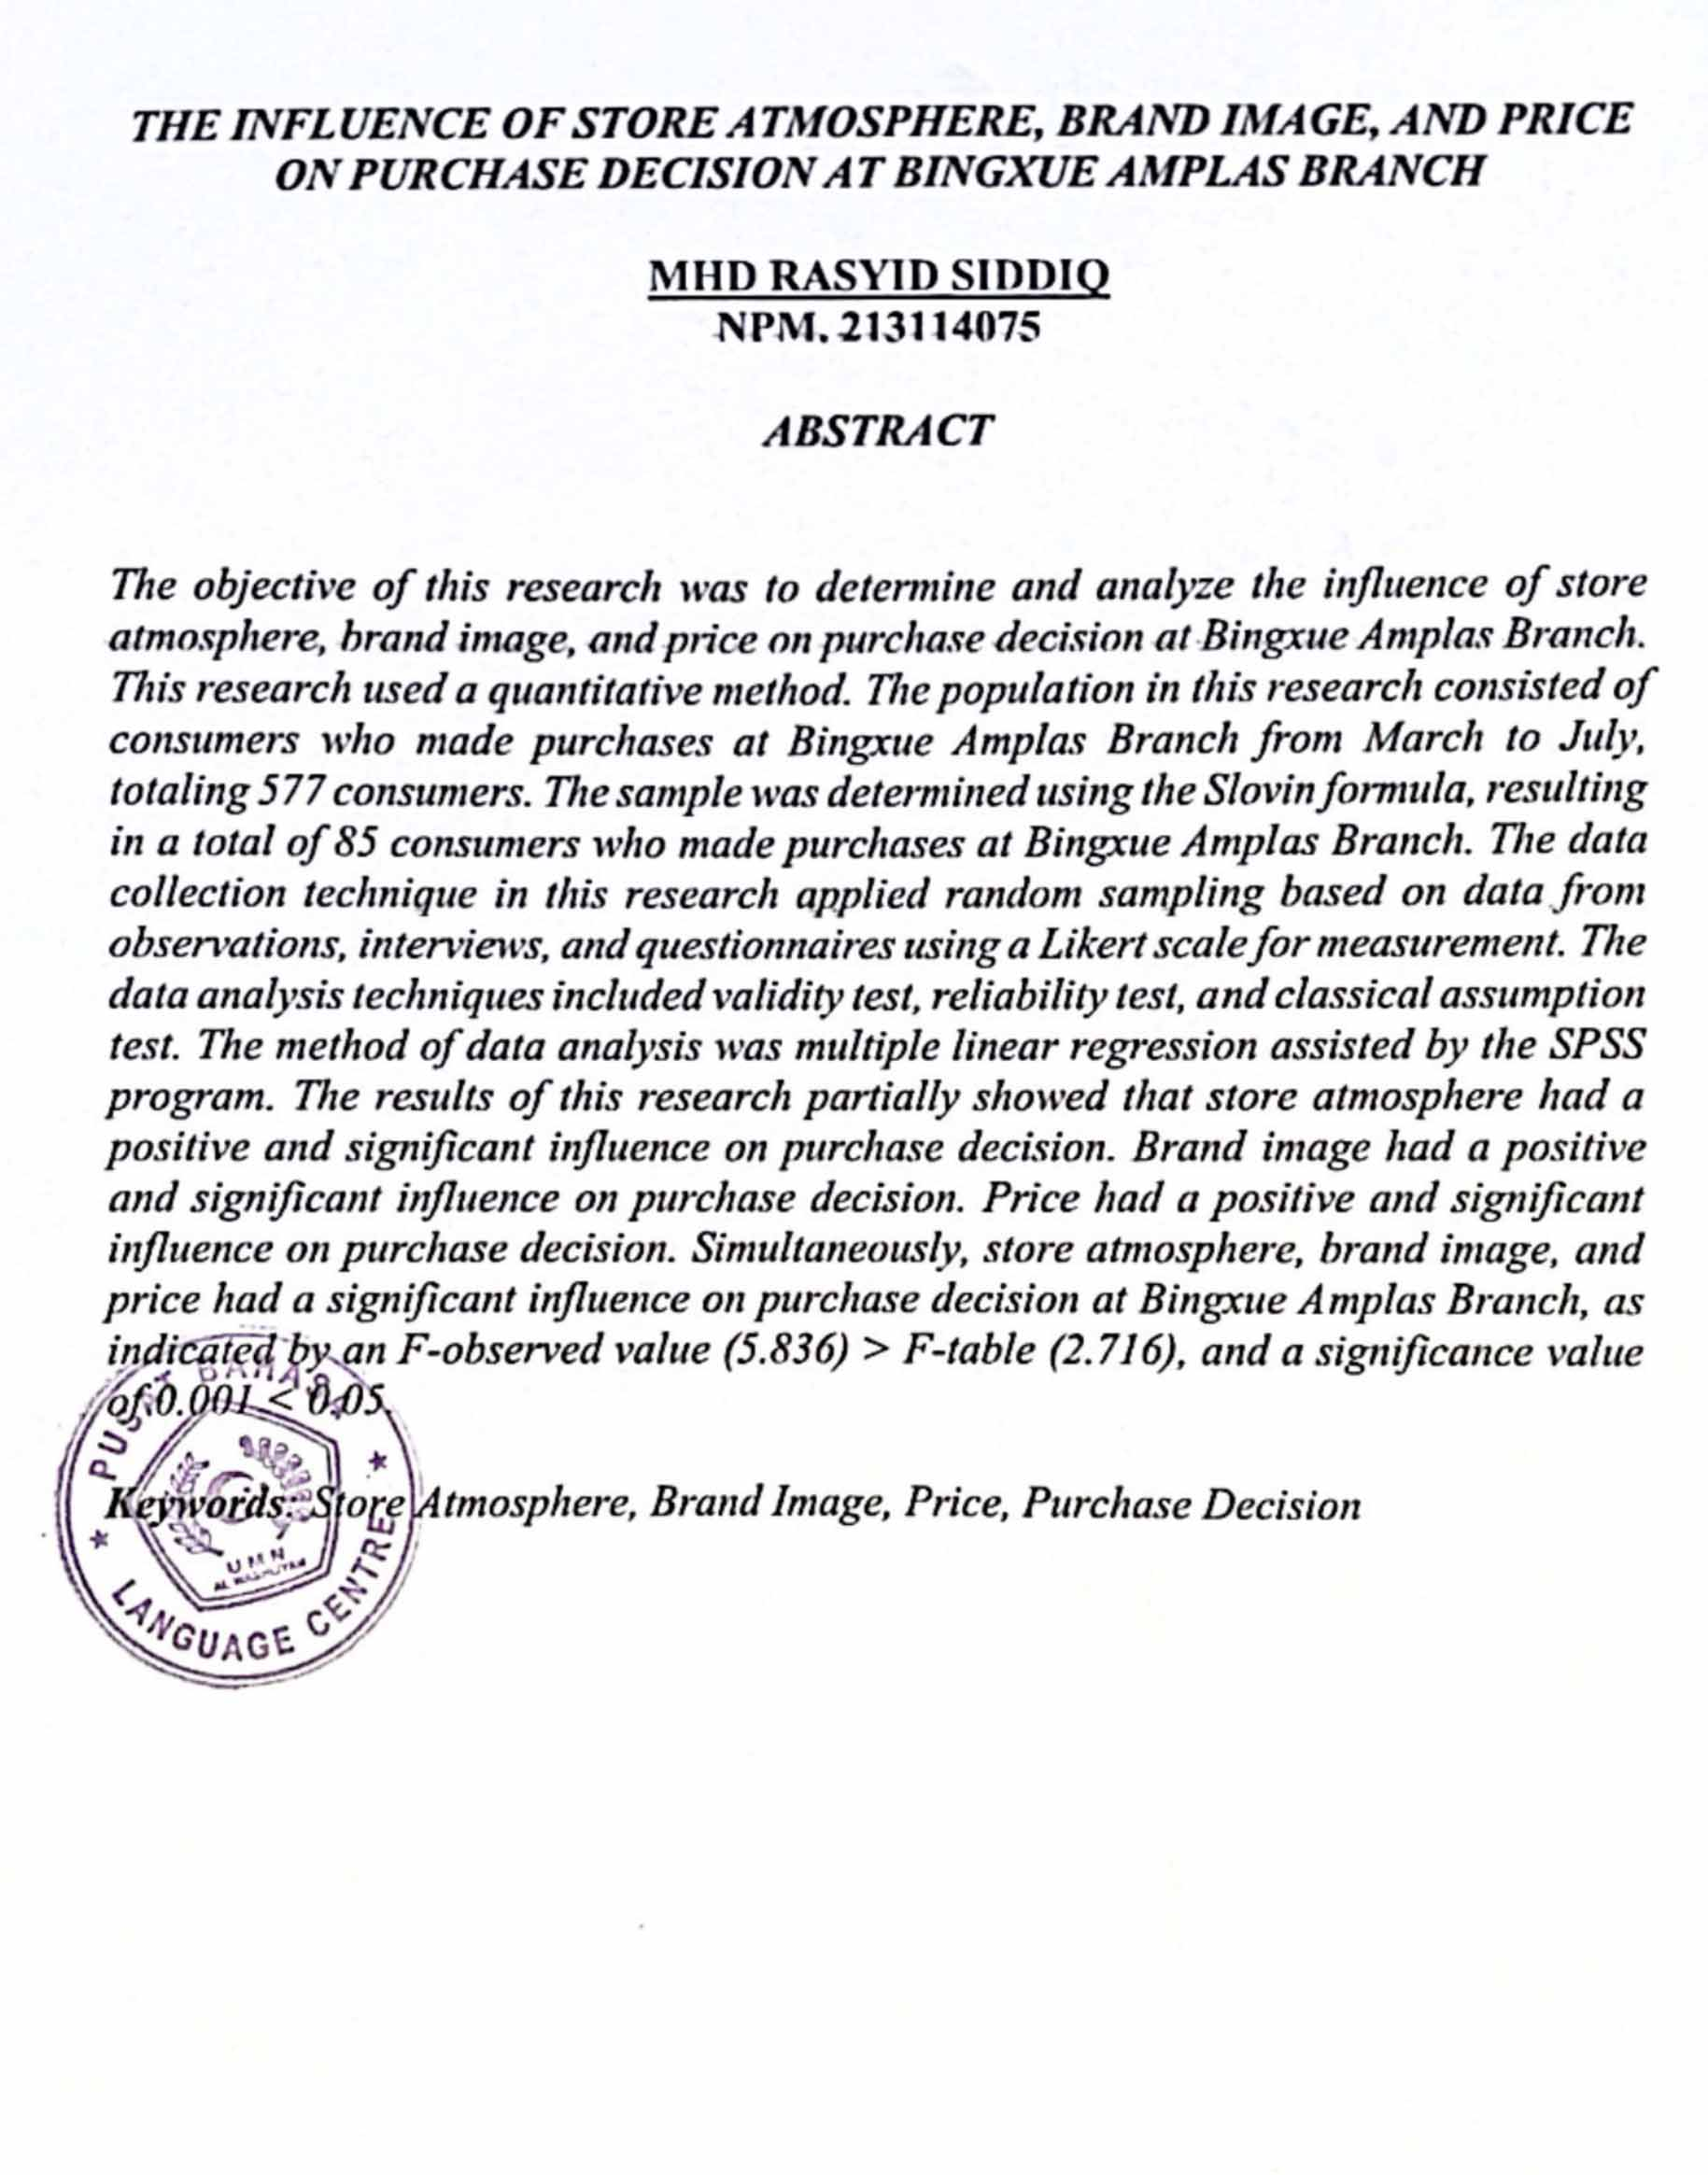 THE INFLUENCE OF STORE ATMOSPHERE, BRAND IMAGE, AND PRICE
ON PURCHASE DECISION AT BINGXUE AMPLAS BRANCH
MHD RASYID SIDDIQ
NPM. 213114075
ABSTRACT
The objective of this research was to determine and analyze the influence of store
atmosphere, brand image, and price on purchase decision at Bingxue Amplas Branch.
This research used a quantitative method. The population in this research consisted of
consumers who made purchases at Bingxue Amplas Branch from March to July,
totaling 577 consumers. The sample was determined using the Slovin formula, resulting
in a total of 85 consumers who made purchases at Bingxue Amplas Branch. The data
collection technique in this research applied random sampling based on data from
observations, interviews, and questionnaires using a Likert scale for measurement. The
data analysis techniques included validity test, reliability test, and classical assumption
test. The method of data analysis was multiple linear regression assisted by the SPSS
program. The results of this research partially showed that store atmosphere had a
positive and significant influence on purchase decision. Brand image had a positive
and significant influence on purchase decision. Price had a positive and significant
influence on purchase decision. Simultaneously, store atmosphere, brand image, and
price had a significant influence on purchase decision at Bingxue Amplas Branch, as
indicated by an F-observed value (5.836) > F-table (2.716), and a significance value
of 0.001 < 0.05.
Keywords: Store Atmosphere, Brand Image, Price, Purchase Decision
PUSAT BAHASA
UMN
AL WASHLIYAH
LANGUAGE CENTRE